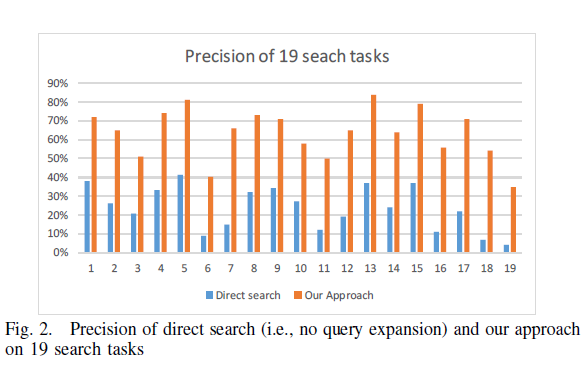 Precision of 19 seach tasks
90%
80%
70%
60%
50%
40%
30%
20%
10%
0%
1 2 3 4 5 6 7 8 9 10 11 12 13 14 15 16 17 18 19
Direct search Our Approach
Fig. 2. Precision of direct search (i.e., no query expansion) and our approach
on 19 search tasks